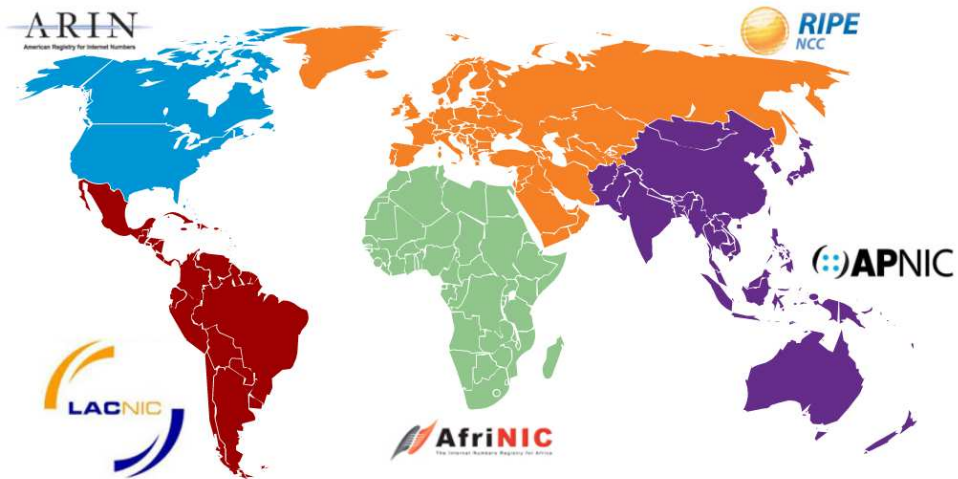 ARIN
American Registry for Internet Numbers
RIPE
NCC
APNIC
LACNIC
AfriNIC
The Internet Numbers Registry for Africa